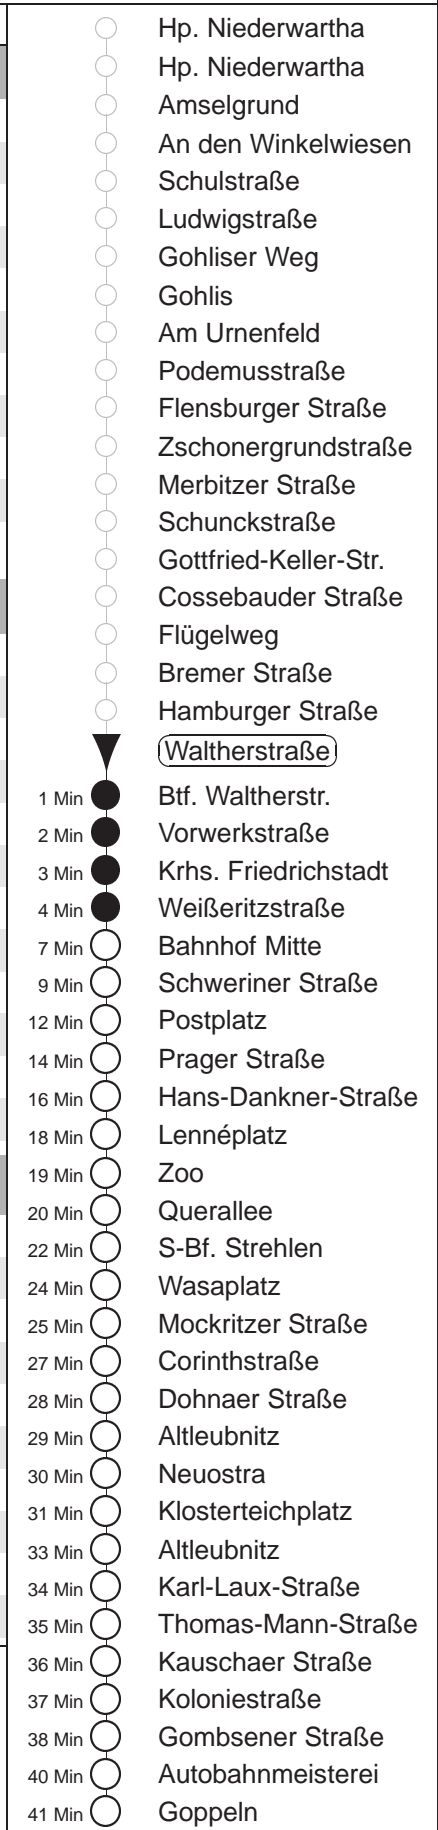 Hp. Niederwartha
Hp. Niederwartha
Amselgrund
An den Winkelwiesen
Schulstraße
Ludwigstraße
Gohliser Weg
Gohlis
Am Urnenfeld
Podemusstraße
Flensburger Straße
Zschonergrundstraße
Merbitzer Straße
Schunckstraße
Gottfried-Keller-Str.
Cossebauder Straße
Flügelweg
Bremer Straße
Hamburger Straße
Waltherstraße
1 Min Btf. Waltherstr.
2 Min Vorwerkstraße
3 Min Krhs. Friedrichstadt
4 Min Weißeritzstraße
7 Min Bahnhof Mitte
9 Min Schweriner Straße
12 Min Postplatz
14 Min Prager Straße
16 Min Hans-Dankner-Straße
18 Min Lennéplatz
19 Min Zoo
20 Min Querallee
22 Min S-Bf. Strehlen
24 Min Wasaplatz
25 Min Mockritzer Straße
27 Min Corinthstraße
28 Min Dohnaer Straße
29 Min Altleubnitz
30 Min Neuostra
31 Min Klosterteichplatz
33 Min Altleubnitz
34 Min Karl-Laux-Straße
35 Min Thomas-Mann-Straße
36 Min Kauschaer Straße
37 Min Koloniestraße
38 Min Gombsener Straße
40 Min Autobahnmeisterei
41 Min Goppeln